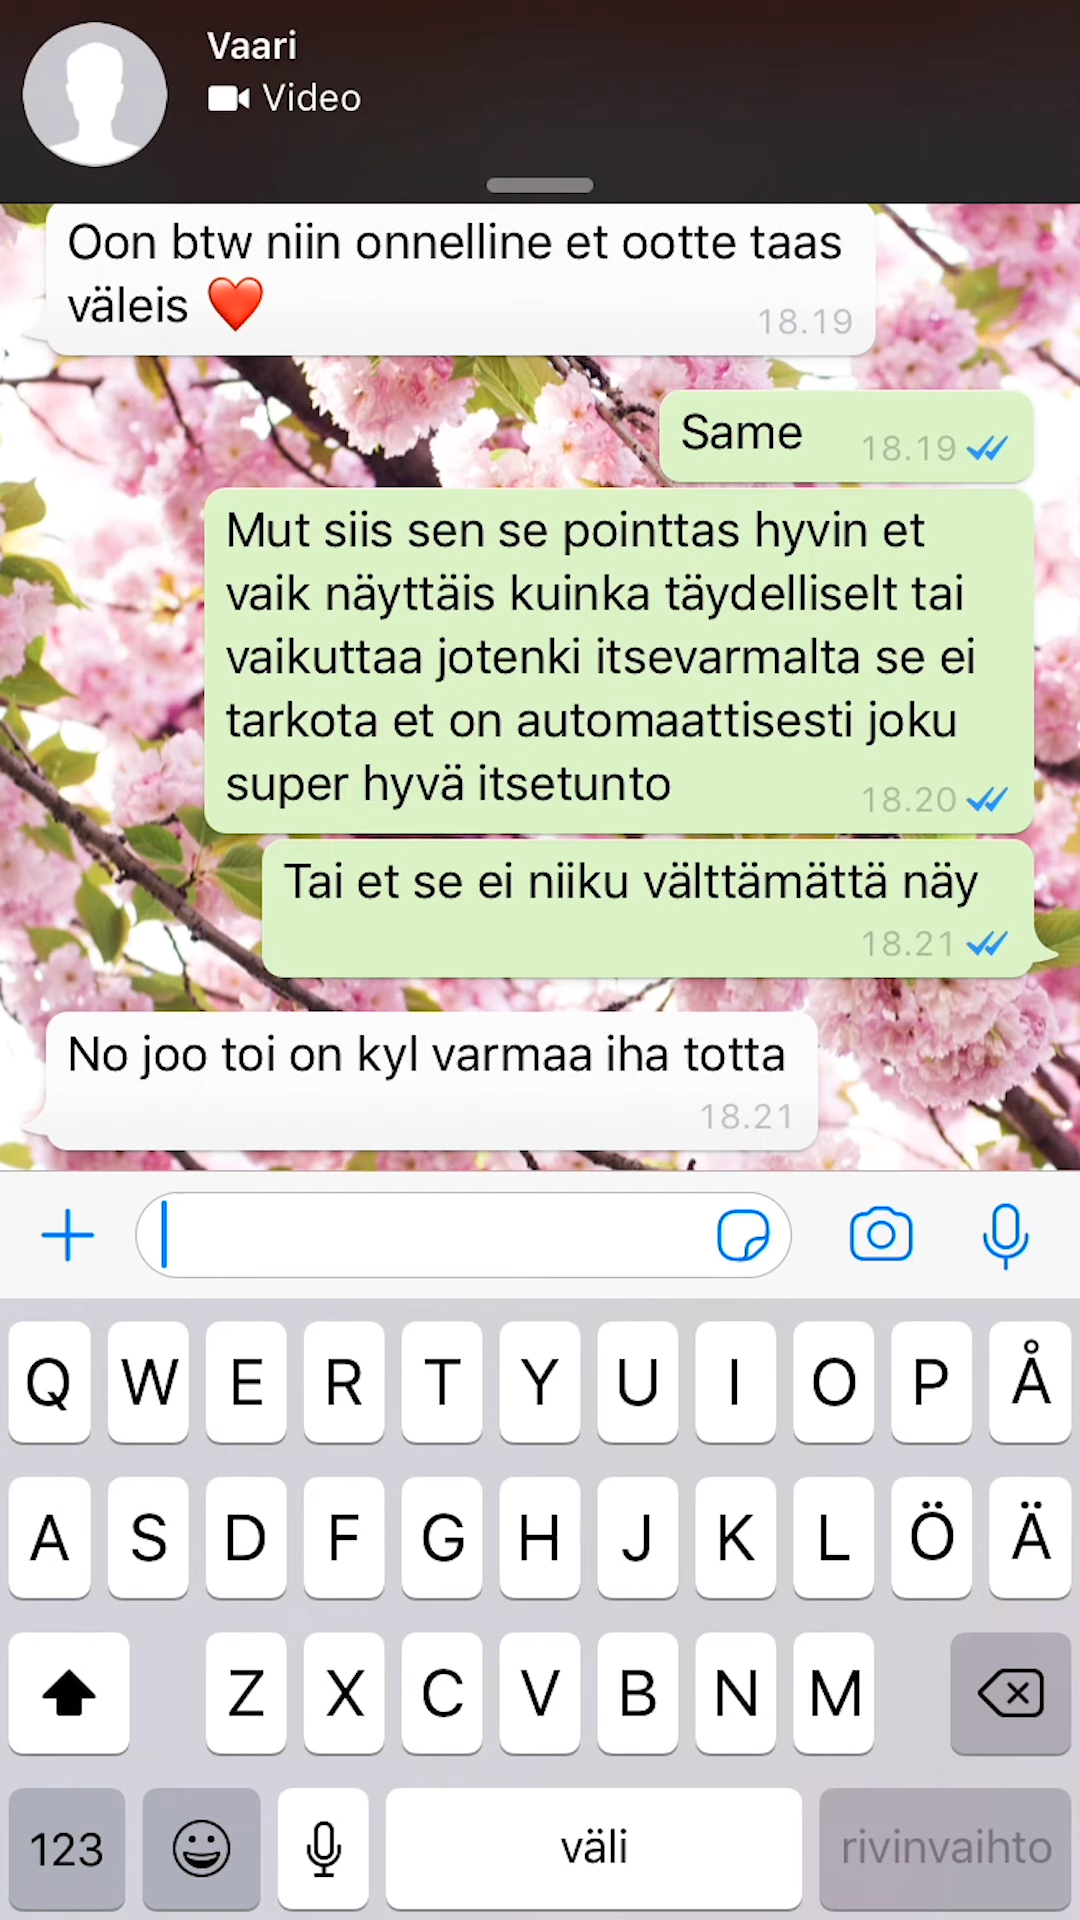 Vaari
Video
Oon btw niin onnelline et ootte taas
väleis ❤️
18.19
Same
18.19
Mut siis sen se pointtas hyvin et
vaik näyttäis kuinka täydelliselt tai
vaikuttaa jotenki itsevarmalta se ei
tarkota et on automaattisesti joku
super hyvä itsetunto
18.20
Tai et se ei niiku välttämättä näy
18.21
No joo toi on kyl varmaa iha totta
18.21
Q W E R T Y U I O P Å
A S D F G H J K L Ö Ä
Z X C V B N M
123 väli rivinvaihto